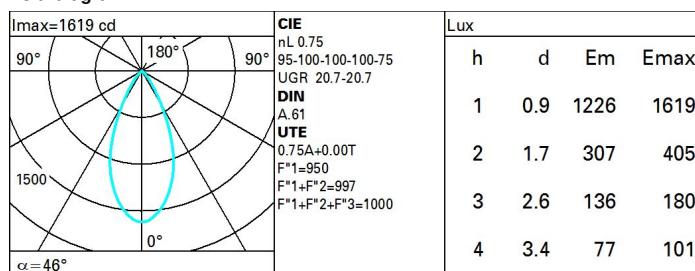 Imax=1619 cd
90°
180°
90°
1500
0°
α=46°
CIE
nL 0.75
95-100-100-100-75
UGR 20.7-20.7
DIN
A.61
UTE
0.75A+0.00T
F"1=950
F"1+F"2=997
F"1+F"2+F"3=1000
Lux
h d Em Emax
1 0.9 1226 1619
2 1.7 307 405
3 2.6 136 180
4 3.4 77 101